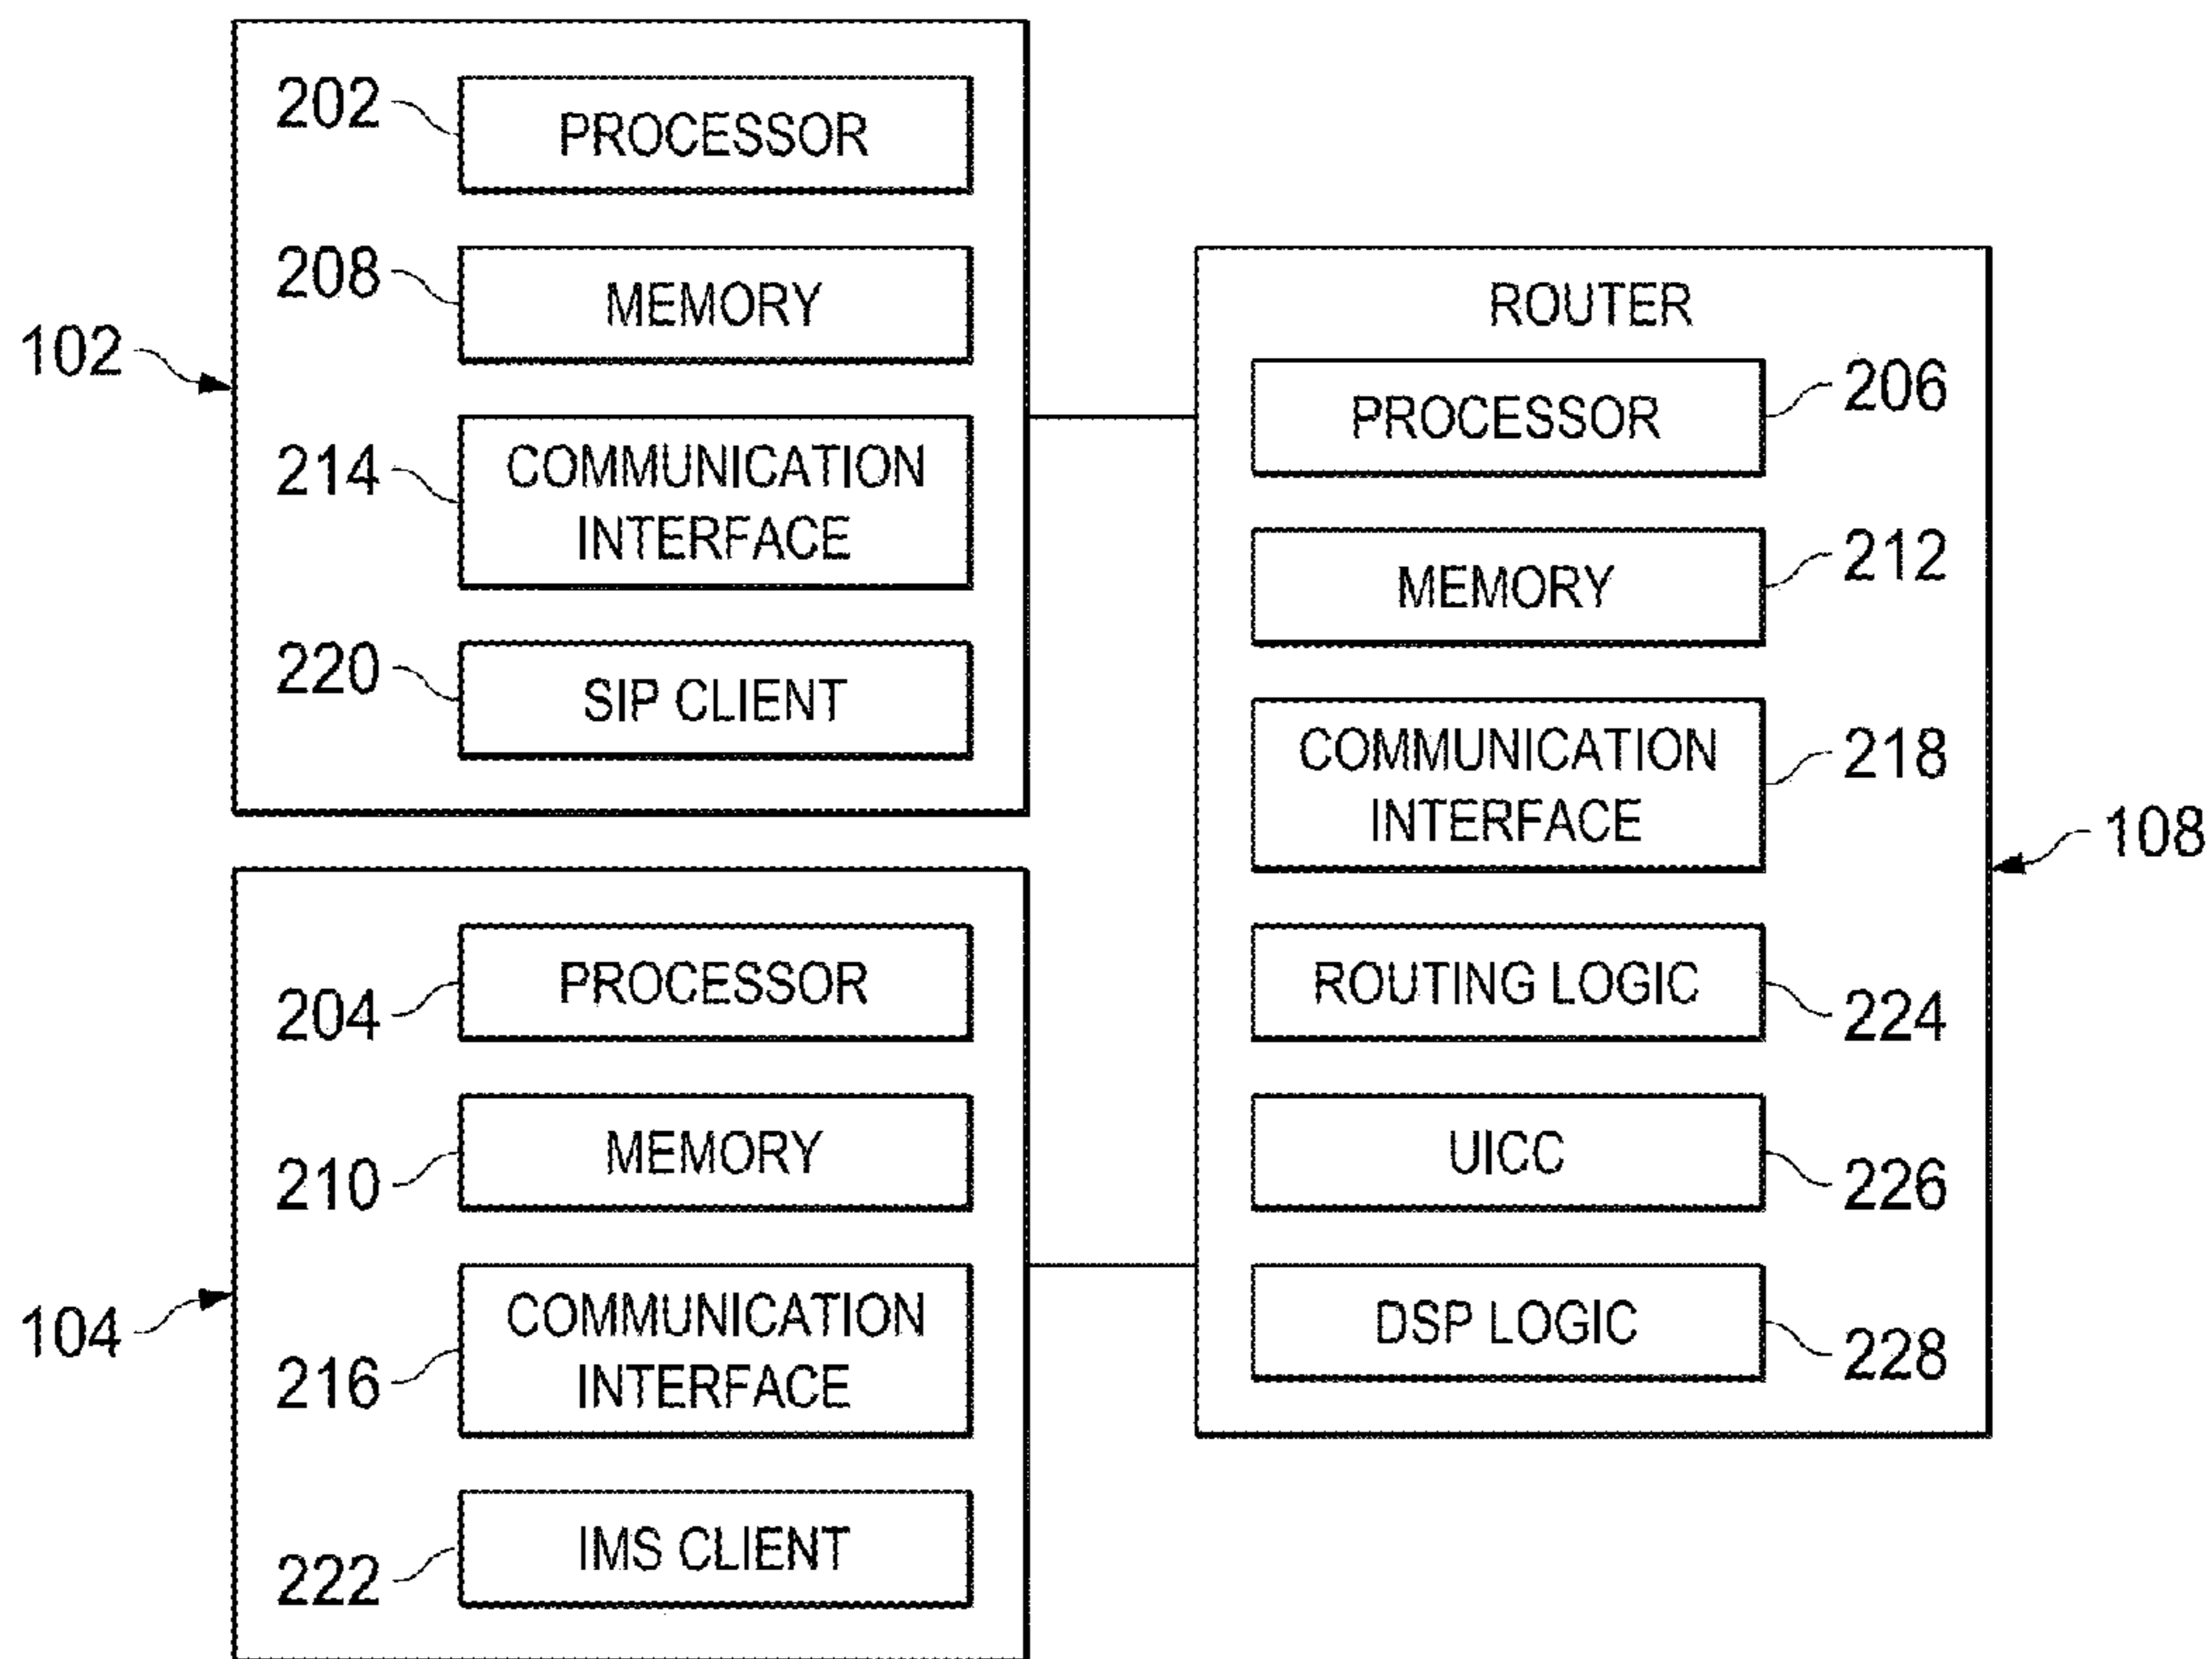 202
PROCESSOR
208
MEMORY
102
214
COMMUNICATION
INTERFACE
220
SIP CLIENT
204
PROCESSOR
210
MEMORY
104
216
COMMUNICATION
INTERFACE
222
IMS CLIENT
ROUTER
PROCESSOR
206
MEMORY
212
COMMUNICATION
INTERFACE
218
108
ROUTING LOGIC
224
UICC
226
DSP LOGIC
228